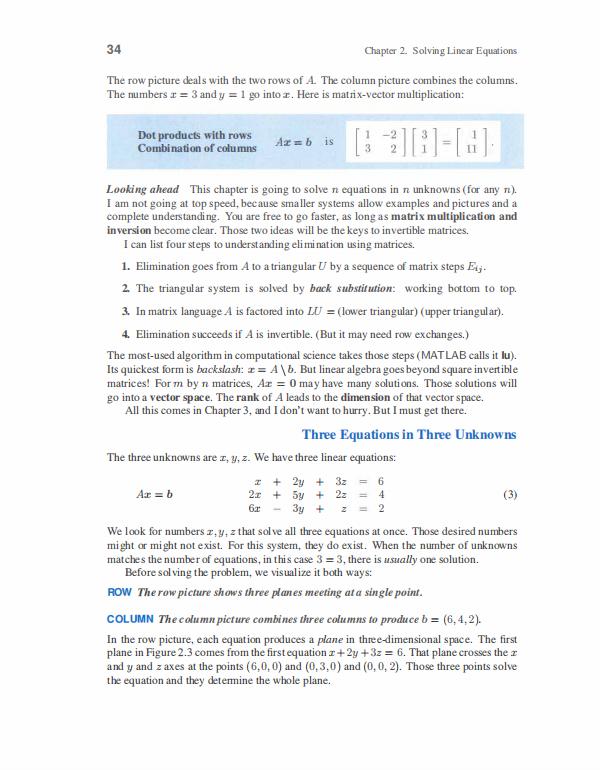 34
Chapter 2. Solving Linear Equations
The row picture deals with the two rows of A. The column picture combines the columns.
The numbers x = 3 and y = 1 go into x. Here is matrix-vector multiplication:
Dot products with rows
Combination of columns
Ax = b is [1 -2; 3 2] [3; 1] = [1; 11].
Looking ahead This chapter is going to solve n equations in n unknowns (for any n).
I am not going at top speed, because smaller systems allow examples and pictures and a
complete understanding. You are free to go faster, as long as matrix multiplication and
inversion become clear. Those two ideas will be the keys to invertible matrices.
I can list four steps to understanding elimination using matrices.
1. Elimination goes from A to a triangular U by a sequence of matrix steps Eij.
2. The triangular system is solved by back substitution: working bottom to top.
3. In matrix language A is factored into LU = (lower triangular) (upper triangular).
4. Elimination succeeds if A is invertible. (But it may need row exchanges.)
The most-used algorithm in computational science takes those steps (MATLAB calls it lu).
Its quickest form is backslash: x = A \ b. But linear algebra goes beyond square invertible
matrices! For m by n matrices, Ax = 0 may have many solutions. Those solutions will
go into a vector space. The rank of A leads to the dimension of that vector space.
All this comes in Chapter 3, and I don't want to hurry. But I must get there.
Three Equations in Three Unknowns
The three unknowns are x, y, z. We have three linear equations:
x + 2y + 3z = 6
Ax = b 2x + 5y + 2z = 4 (3)
6x − 3y + z = 2
We look for numbers x, y, z that solve all three equations at once. Those desired numbers
might or might not exist. For this system, they do exist. When the number of unknowns
matches the number of equations, in this case 3 = 3, there is usually one solution.
Before solving the problem, we visualize it both ways:
ROW The row picture shows three planes meeting at a single point.
COLUMN The column picture combines three columns to produce b = (6, 4, 2).
In the row picture, each equation produces a plane in three-dimensional space. The first
plane in Figure 2.3 comes from the first equation x + 2y + 3z = 6. That plane crosses the x
and y and z axes at the points (6, 0, 0) and (0, 3, 0) and (0, 0, 2). Those three points solve
the equation and they determine the whole plane.